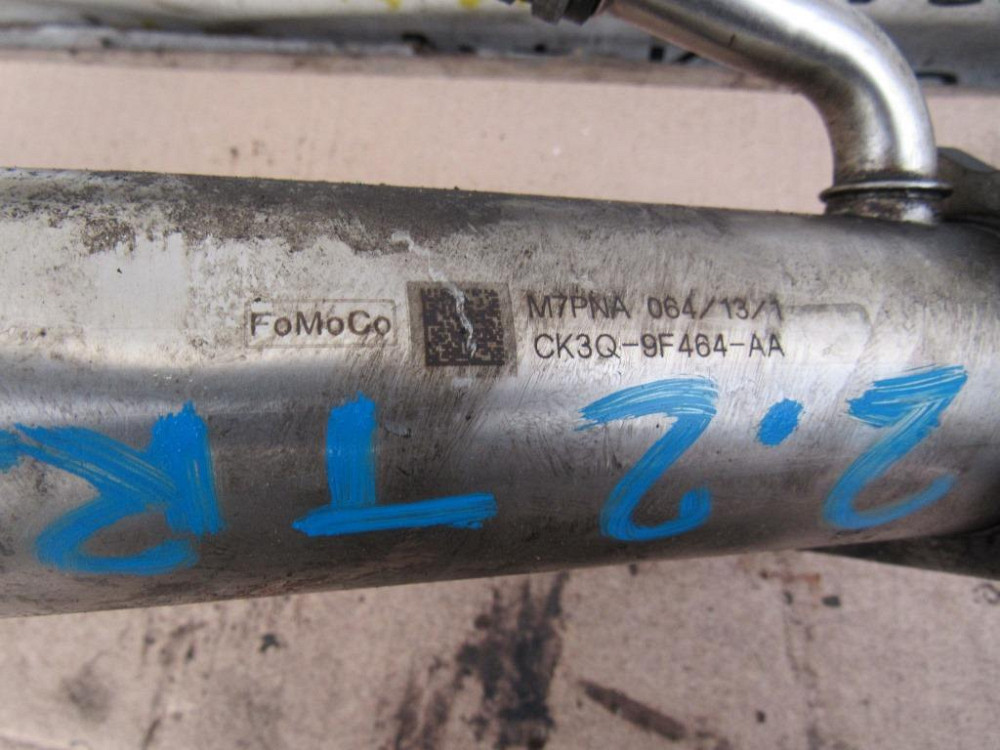 FoMoCo
M7PNA 064/13/1
CK3Q-9F464-AA
2.2 TR